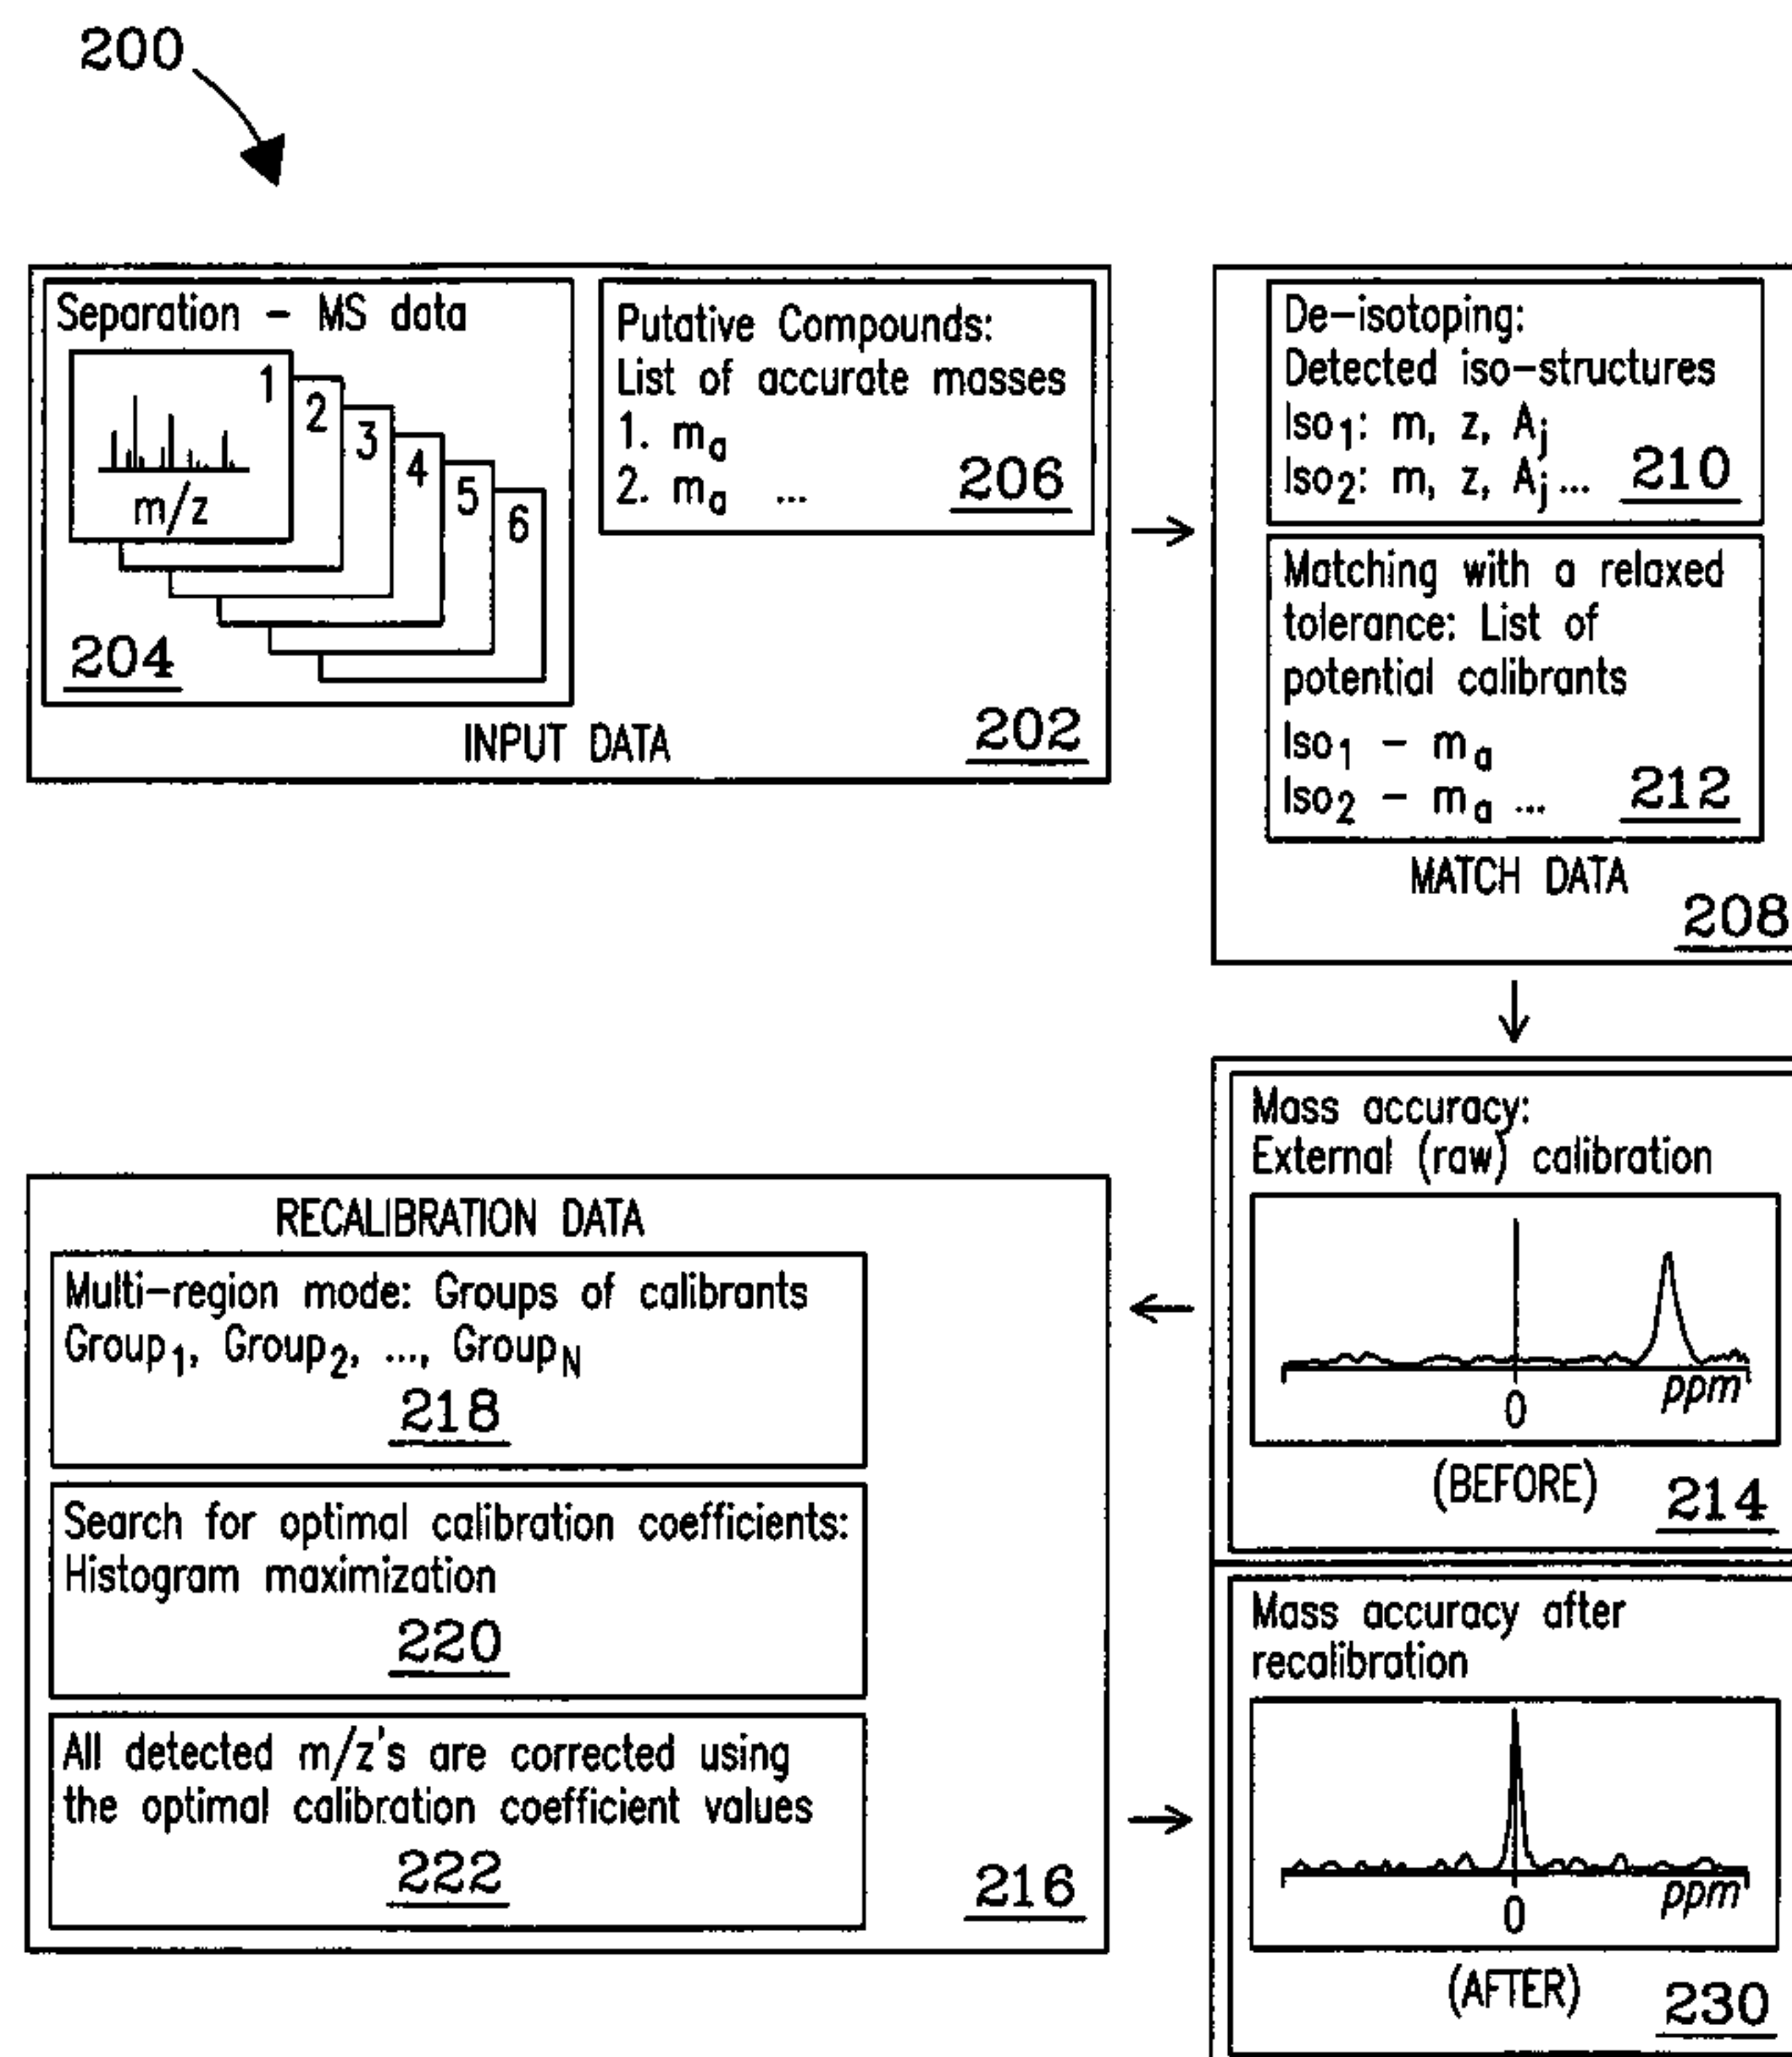 200
Separation - MS data
1
2
3
4
5
6
m/z
204
Putative Compounds:
List of accurate masses
1. mₐ
2. mₐ ...
206
INPUT DATA
202
De-isotoping:
Detected iso-structures
Iso₁: m, z, Aⱼ
Iso₂: m, z, Aⱼ...
210
Matching with a relaxed
tolerance: List of
potential calibrants
Iso₁ - mₐ
Iso₂ - mₐ ...
212
MATCH DATA
208
Mass accuracy:
External (raw) calibration
0
ppm
(BEFORE)
214
RECALIBRATION DATA
Multi-region mode: Groups of calibrants
Group₁, Group₂, ..., Group_N
218
Search for optimal calibration coefficients:
Histogram maximization
220
All detected m/z's are corrected using
the optimal calibration coefficient values
222
216
Mass accuracy after
recalibration
0
ppm
(AFTER)
230